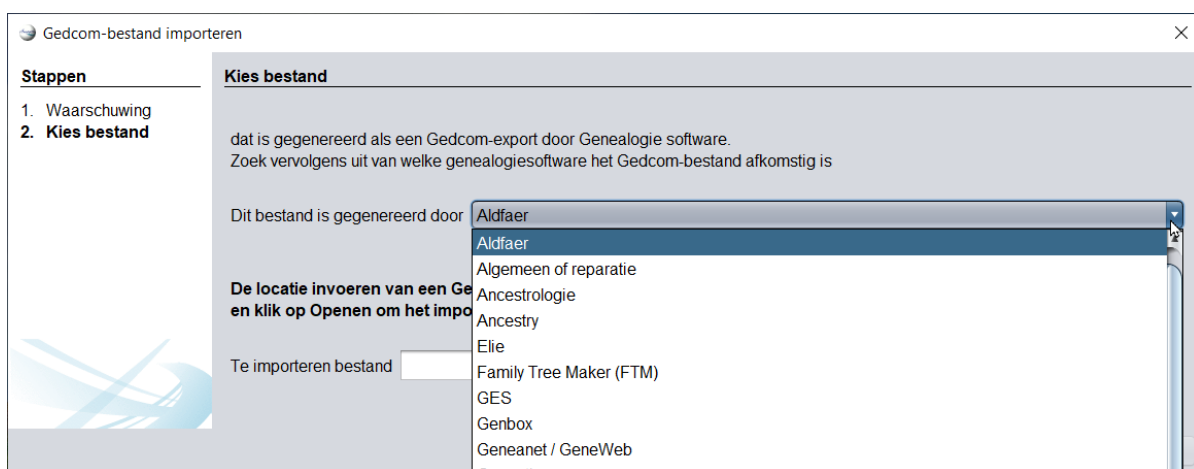 Gedcom-bestand importeren
Stappen
Kies bestand
1. Waarschuwing
2. Kies bestand
dat is gegenereerd als een Gedcom-export door Genealogie software.
Zoek vervolgens uit van welke genealogiesoftware het Gedcom-bestand afkomstig is
Dit bestand is gegenereerd door Aldfaer
Aldfaer
Algemeen of reparatie
Ancestrologie
Ancestry
Elie
Family Tree Maker (FTM)
GES
Genbox
Geneanet / GeneWeb
De locatie invoeren van een Ge
en klik op Openen om het impo
Te importeren bestand